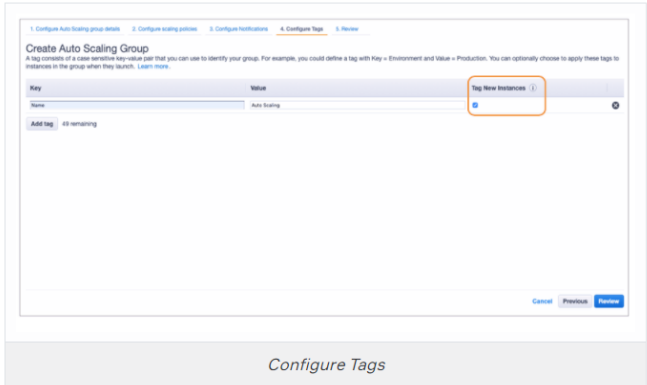 1. Configure Auto Scaling group details 2. Configure scaling policies 3. Configure Notifications 4. Configure Tags 5. Review
Create Auto Scaling Group
A tag consists of a case sensitive key-value pair that you can use to identify your group. For example, you could define a tag with Key = Environment and Value = Production. You can optionally choose to apply these tags to
instances in the group when they launch. Learn more.
Key Value Tag New Instances
Name Auto Scaling
Add tag 49 remaining
Cancel Previous Review
Configure Tags